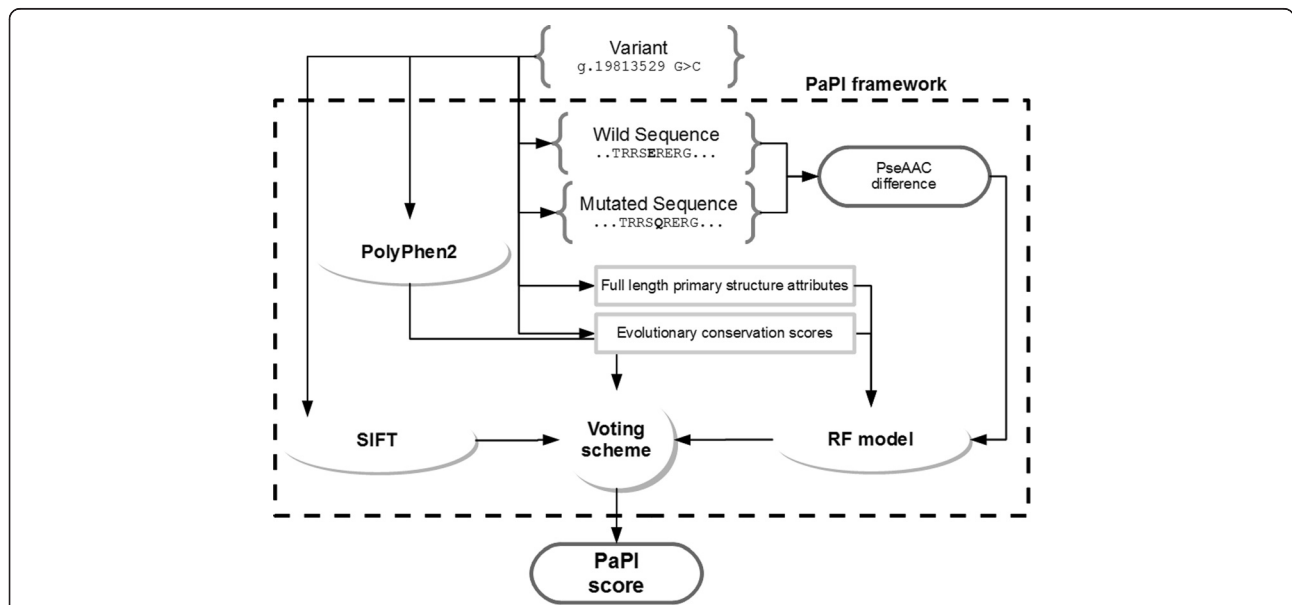 Variant
g.19813529 G>C
PaPI framework
Wild Sequence
..TRRSERERG...
Mutated Sequence
...TRRSQRERG...
PseAAC
difference
PolyPhen2
Full length primary structure attributes
Evolutionary conservation scores
SIFT
Voting
scheme
RF model
PaPI
score